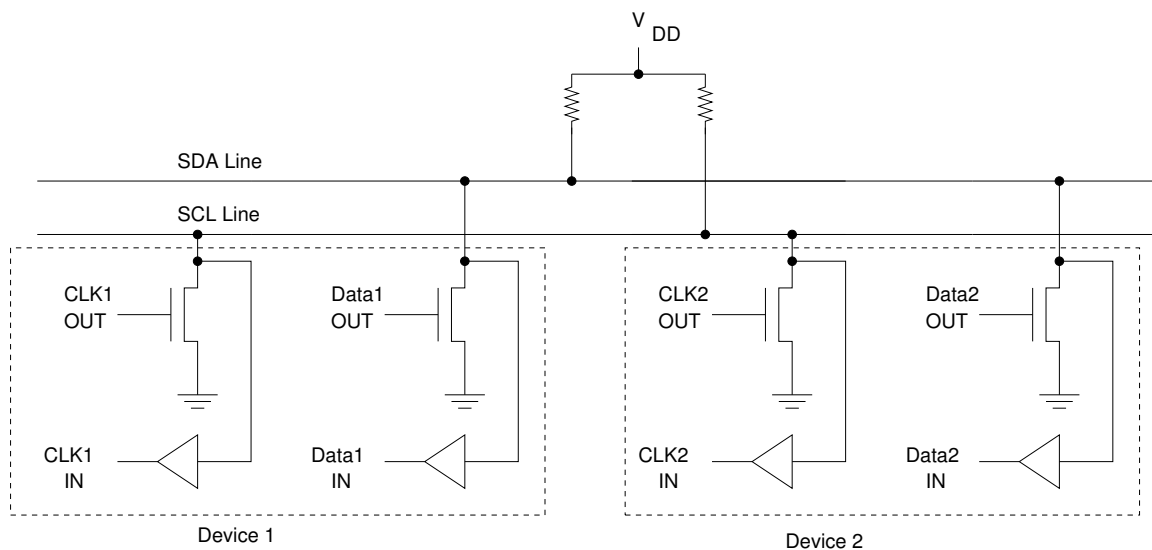 V
DD
SDA Line
SCL Line
CLK1
OUT
Data1
OUT
CLK2
OUT
Data2
OUT
CLK1
IN
Data1
IN
CLK2
IN
Data2
IN
Device 1
Device 2